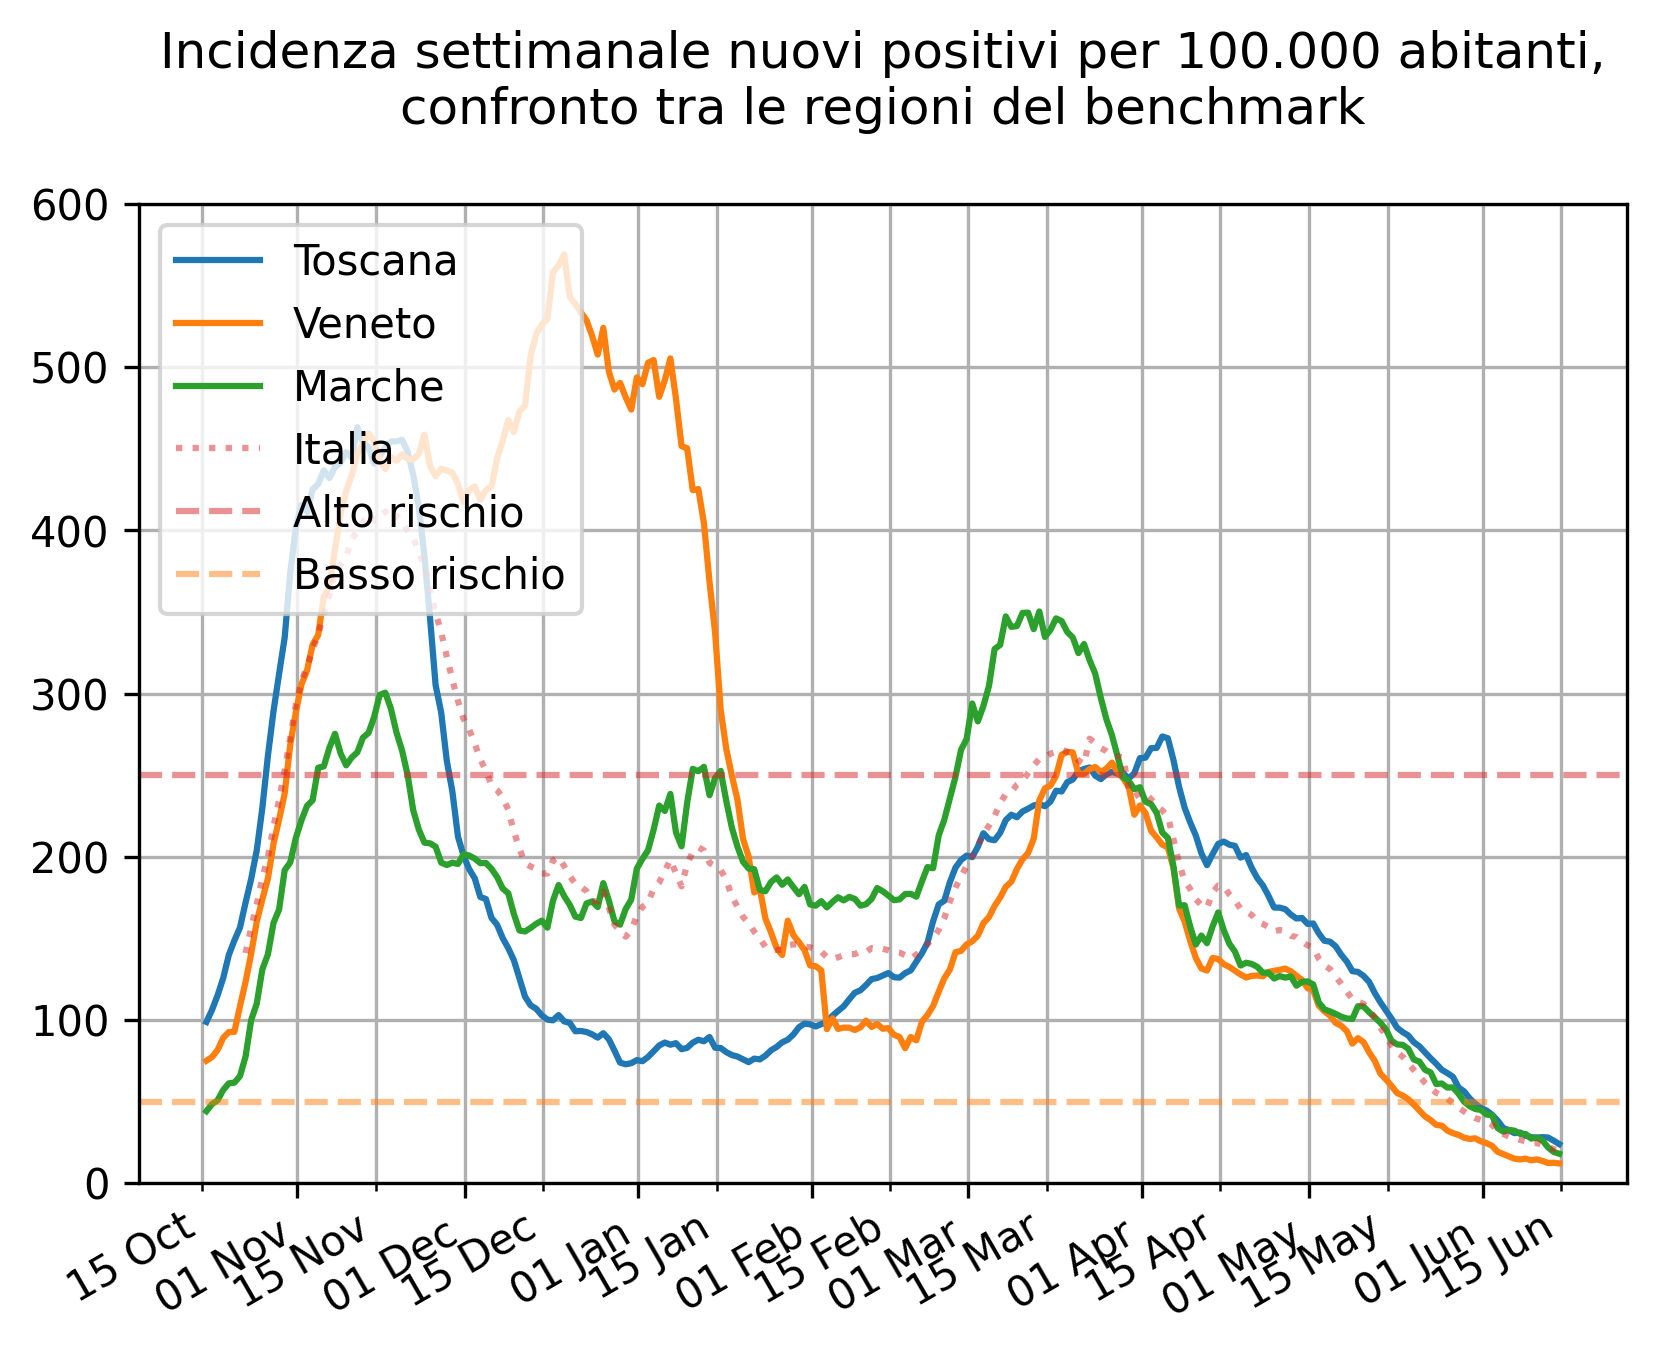 Incidenza settimanale nuovi positivi per 100.000 abitanti,
confronto tra le regioni del benchmark
600
500
400
300
200
100
0
Toscana
Veneto
Marche
Italia
Alto rischio
Basso rischio
15 Oct
01 Nov
15 Nov
01 Dec
15 Dec
01 Jan
15 Jan
01 Feb
15 Feb
01 Mar
15 Mar
01 Apr
15 Apr
01 May
15 May
01 Jun
15 Jun